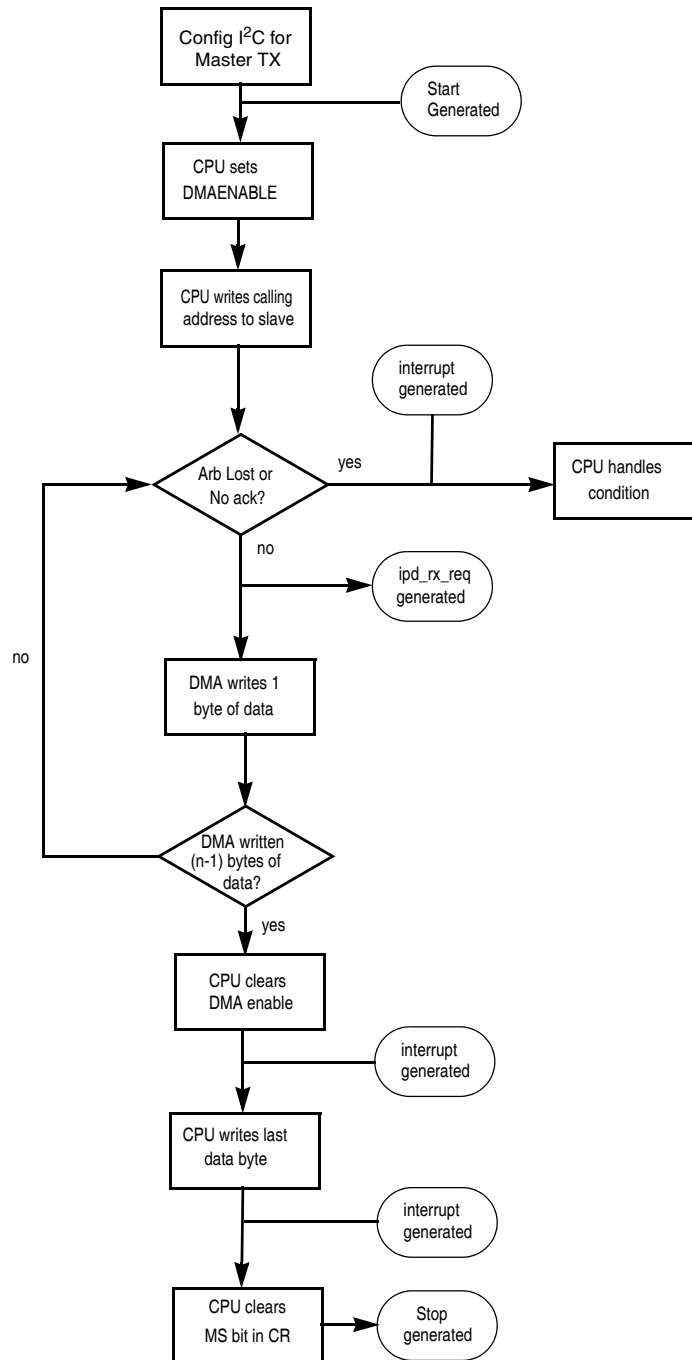 Config I²C for
Master TX
Start
Generated
CPU sets
DMAENABLE
CPU writes calling
address to slave
interrupt
generated
Arb Lost or
No ack?
yes
CPU handles
condition
no
ipd_rx_req
generated
no
DMA writes 1
byte of data
DMA written
(n-1) bytes of
data?
yes
CPU clears
DMA enable
interrupt
generated
CPU writes last
data byte
interrupt
generated
CPU clears
MS bit in CR
Stop
generated